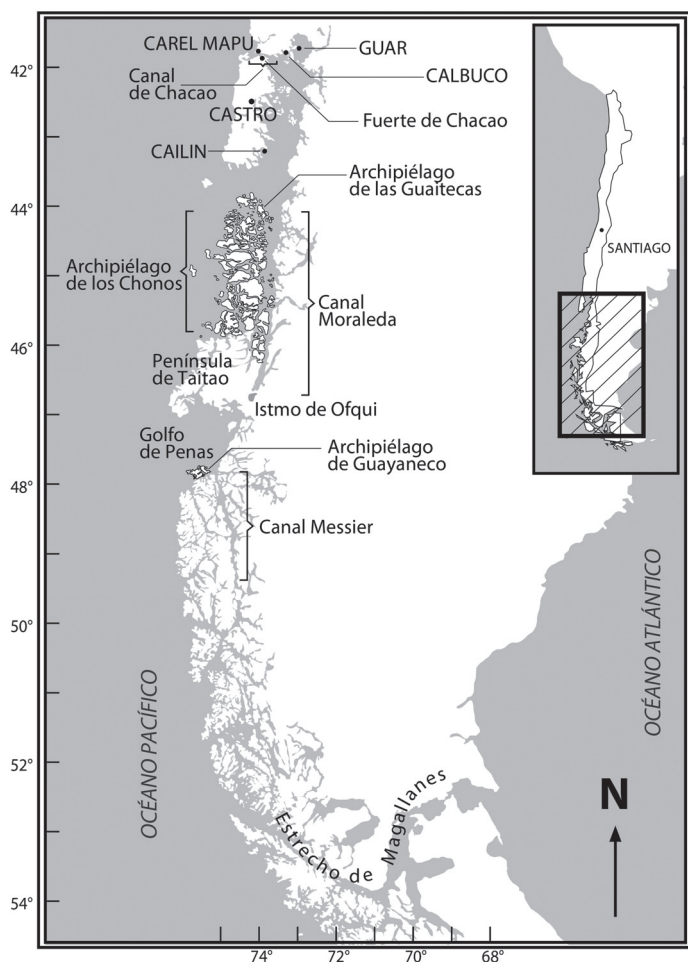 42°
44°
46°
48°
50°
52°
54°
CAREL MAPU
GUAR
CALBUCO
Canal
de Chacao
CASTRO
Fuerte de Chacao
CAILIN
Archipiélago
de las Guaitecas
Archipiélago
de los Chonos
Canal
Moraleda
Península
de Taitao
Istmo de Ofqui
Golfo
de Penas
Archipiélago
de Guayaneco
Canal Messier
SANTIAGO
OCÉANO PACÍFICO
OCÉANO ATLÁNTICO
Estrecho de Magallanes
N
74°
72°
70°
68°